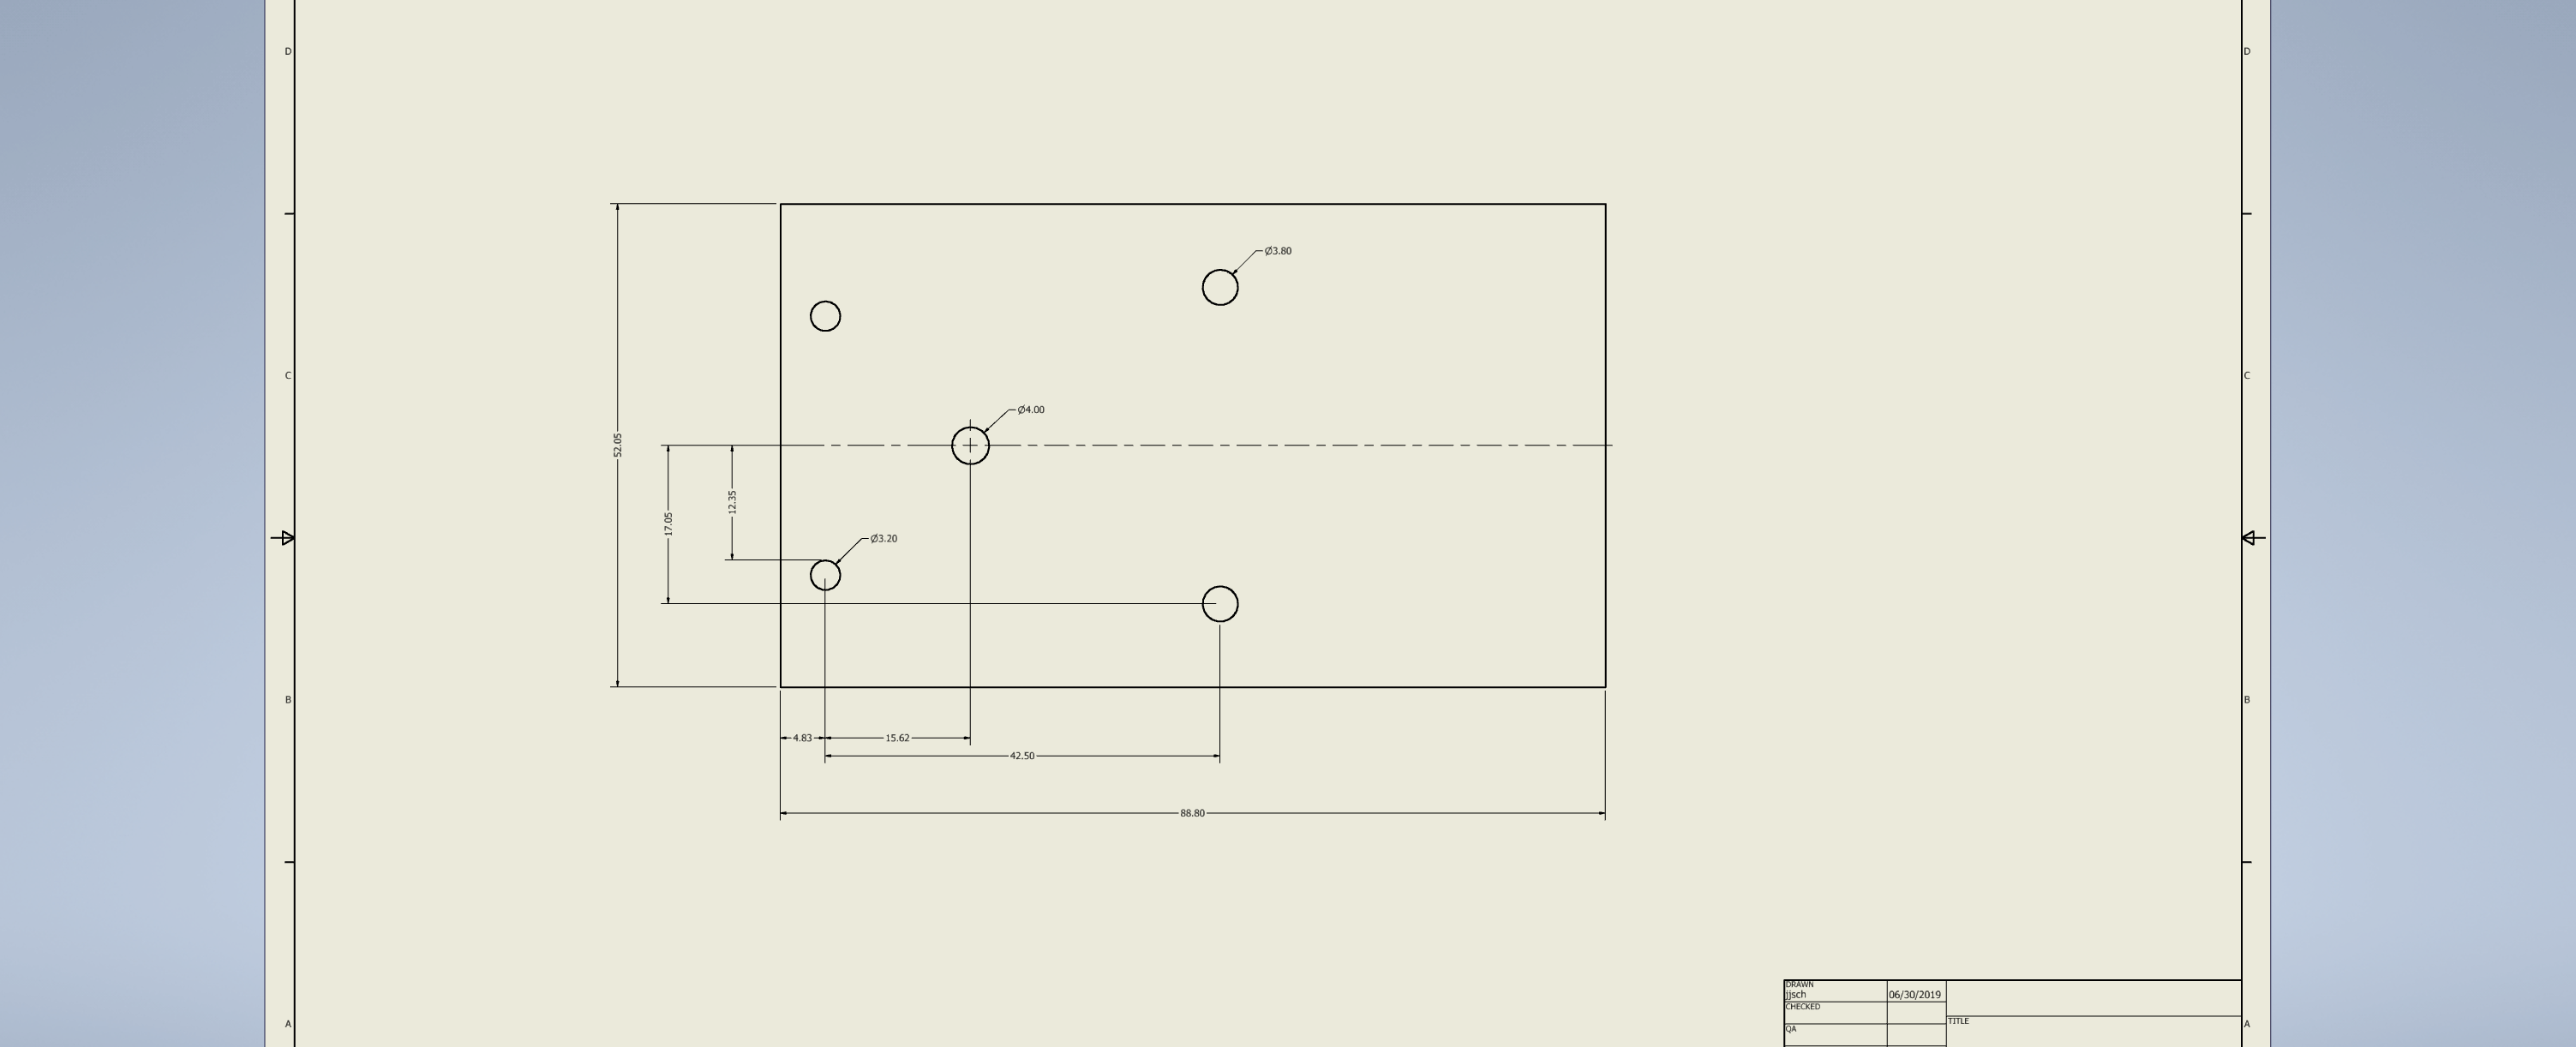 D
D
Ø3.80
C
C
Ø4.00
52.05
12.35
17.05
Ø3.20
B
B
4.83
15.62
42.50
88.80
DRAWN
jjsch
06/30/2019
CHECKED
TITLE
QA
A
A